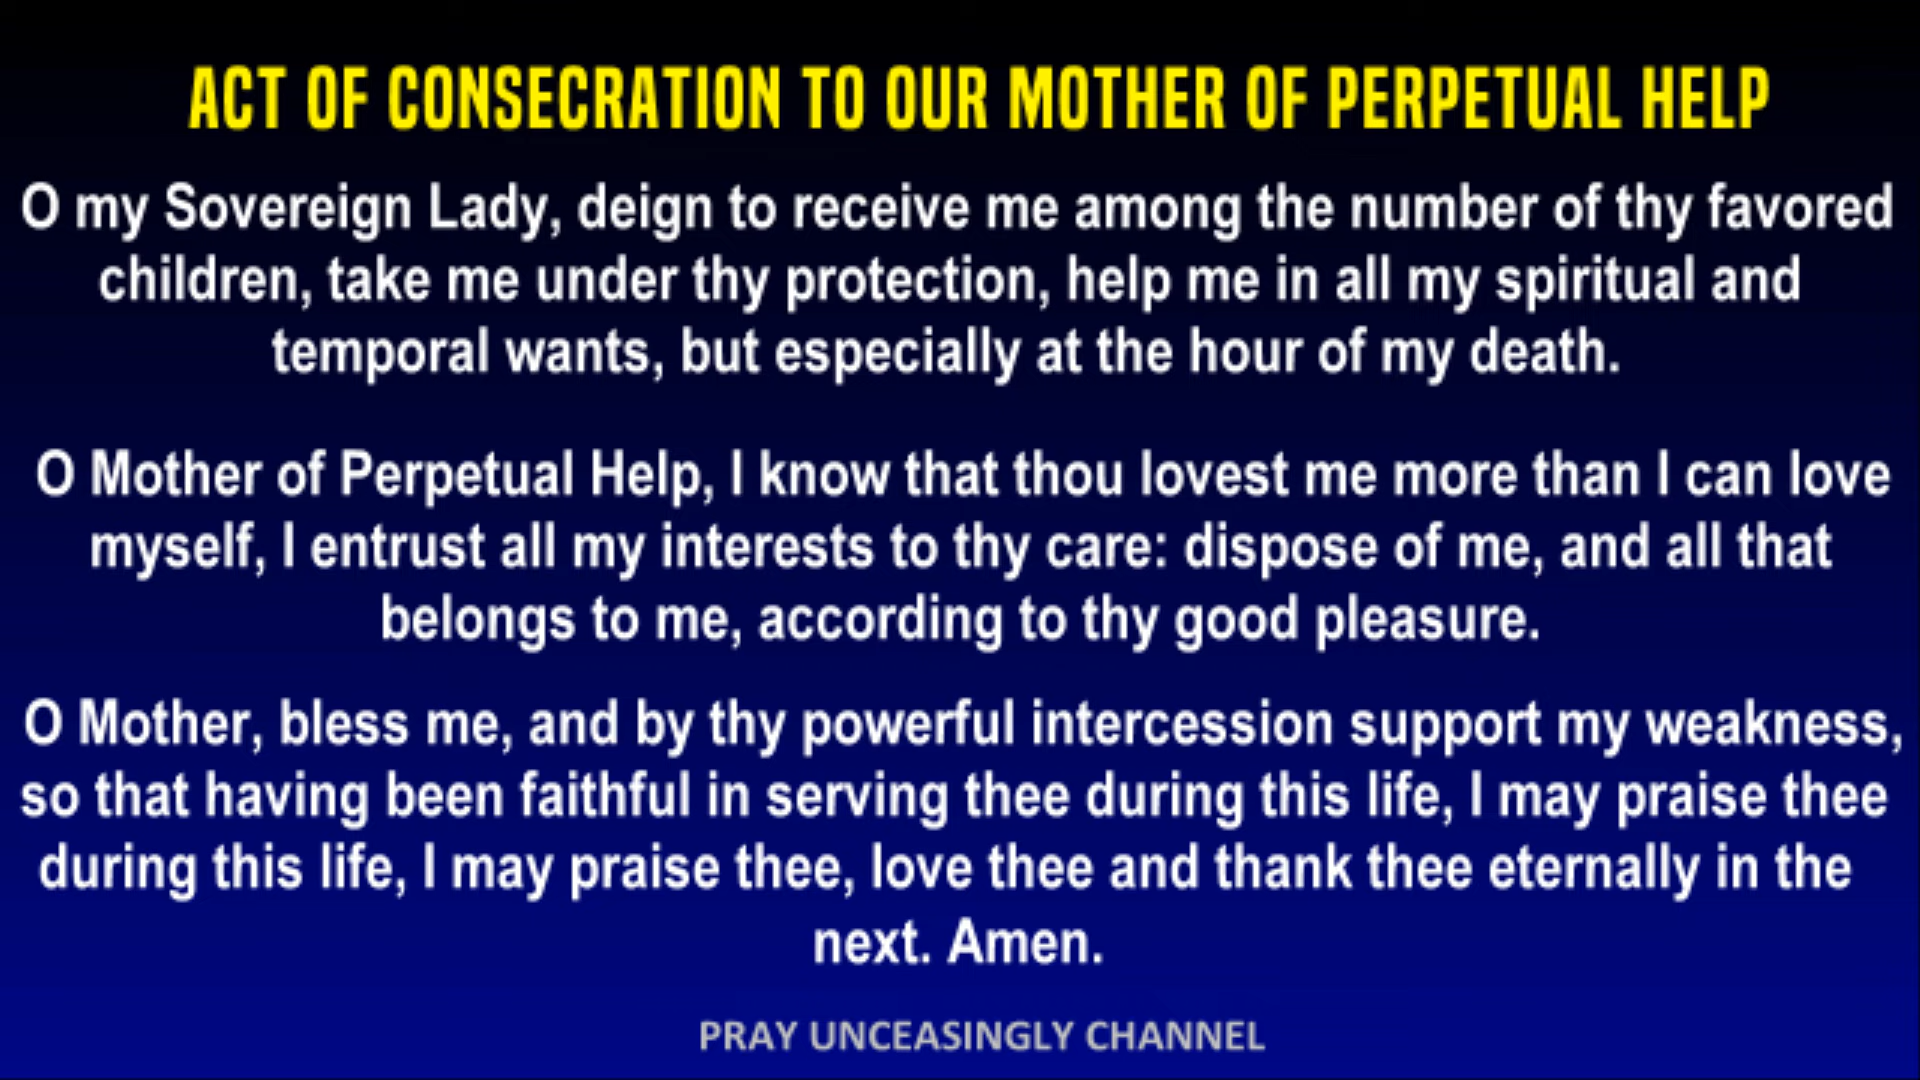 ACT OF CONSECRATION TO OUR MOTHER OF PERPETUAL HELP
O my Sovereign Lady, deign to receive me among the number of thy favored
children, take me under thy protection, help me in all my spiritual and
temporal wants, but especially at the hour of my death.
O Mother of Perpetual Help, I know that thou lovest me more than I can love
myself, I entrust all my interests to thy care: dispose of me, and all that
belongs to me, according to thy good pleasure.
O Mother, bless me, and by thy powerful intercession support my weakness,
so that having been faithful in serving thee during this life, I may praise thee
during this life, I may praise thee, love thee and thank thee eternally in the
next. Amen.
PRAY UNCEASINGLY CHANNEL